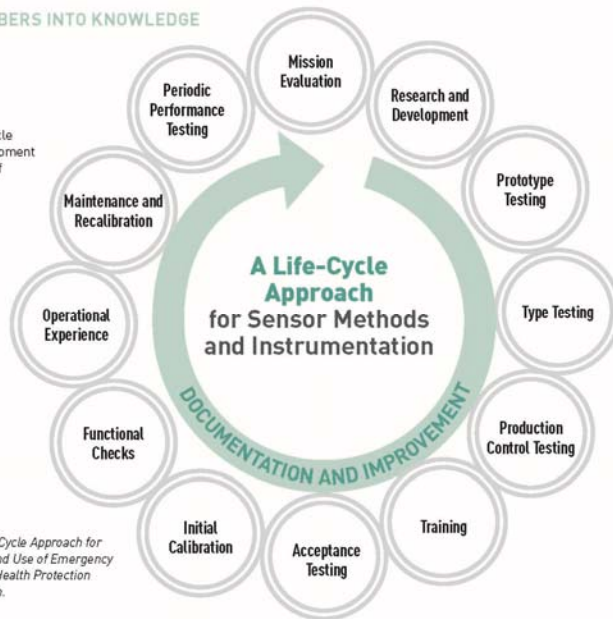 BERS INTO KNOWLEDGE
Mission
Evaluation
Research and
Development
Prototype
Testing
Type Testing
Production
Control Testing
Training
Acceptance
Testing
Initial
Calibration
Functional
Checks
Operational
Experience
Maintenance and
Recalibration
Periodic
Performance
Testing
A Life-Cycle
Approach
for Sensor Methods
and Instrumentation
DOCUMENTATION AND IMPROVEMENT
Cycle Approach for
Use of Emergency
Health Protection